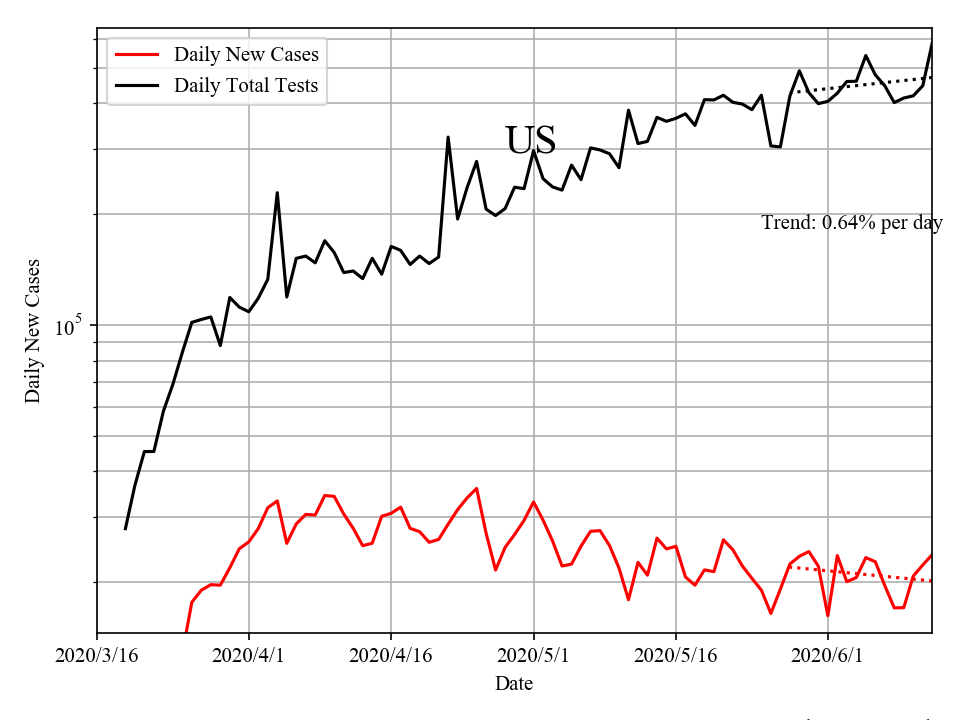 Daily New Cases
Daily Total Tests
US
Trend: 0.64% per day
Daily New Cases
10^5
2020/3/16
2020/4/1
2020/4/16
2020/5/1
2020/5/16
2020/6/1
Date